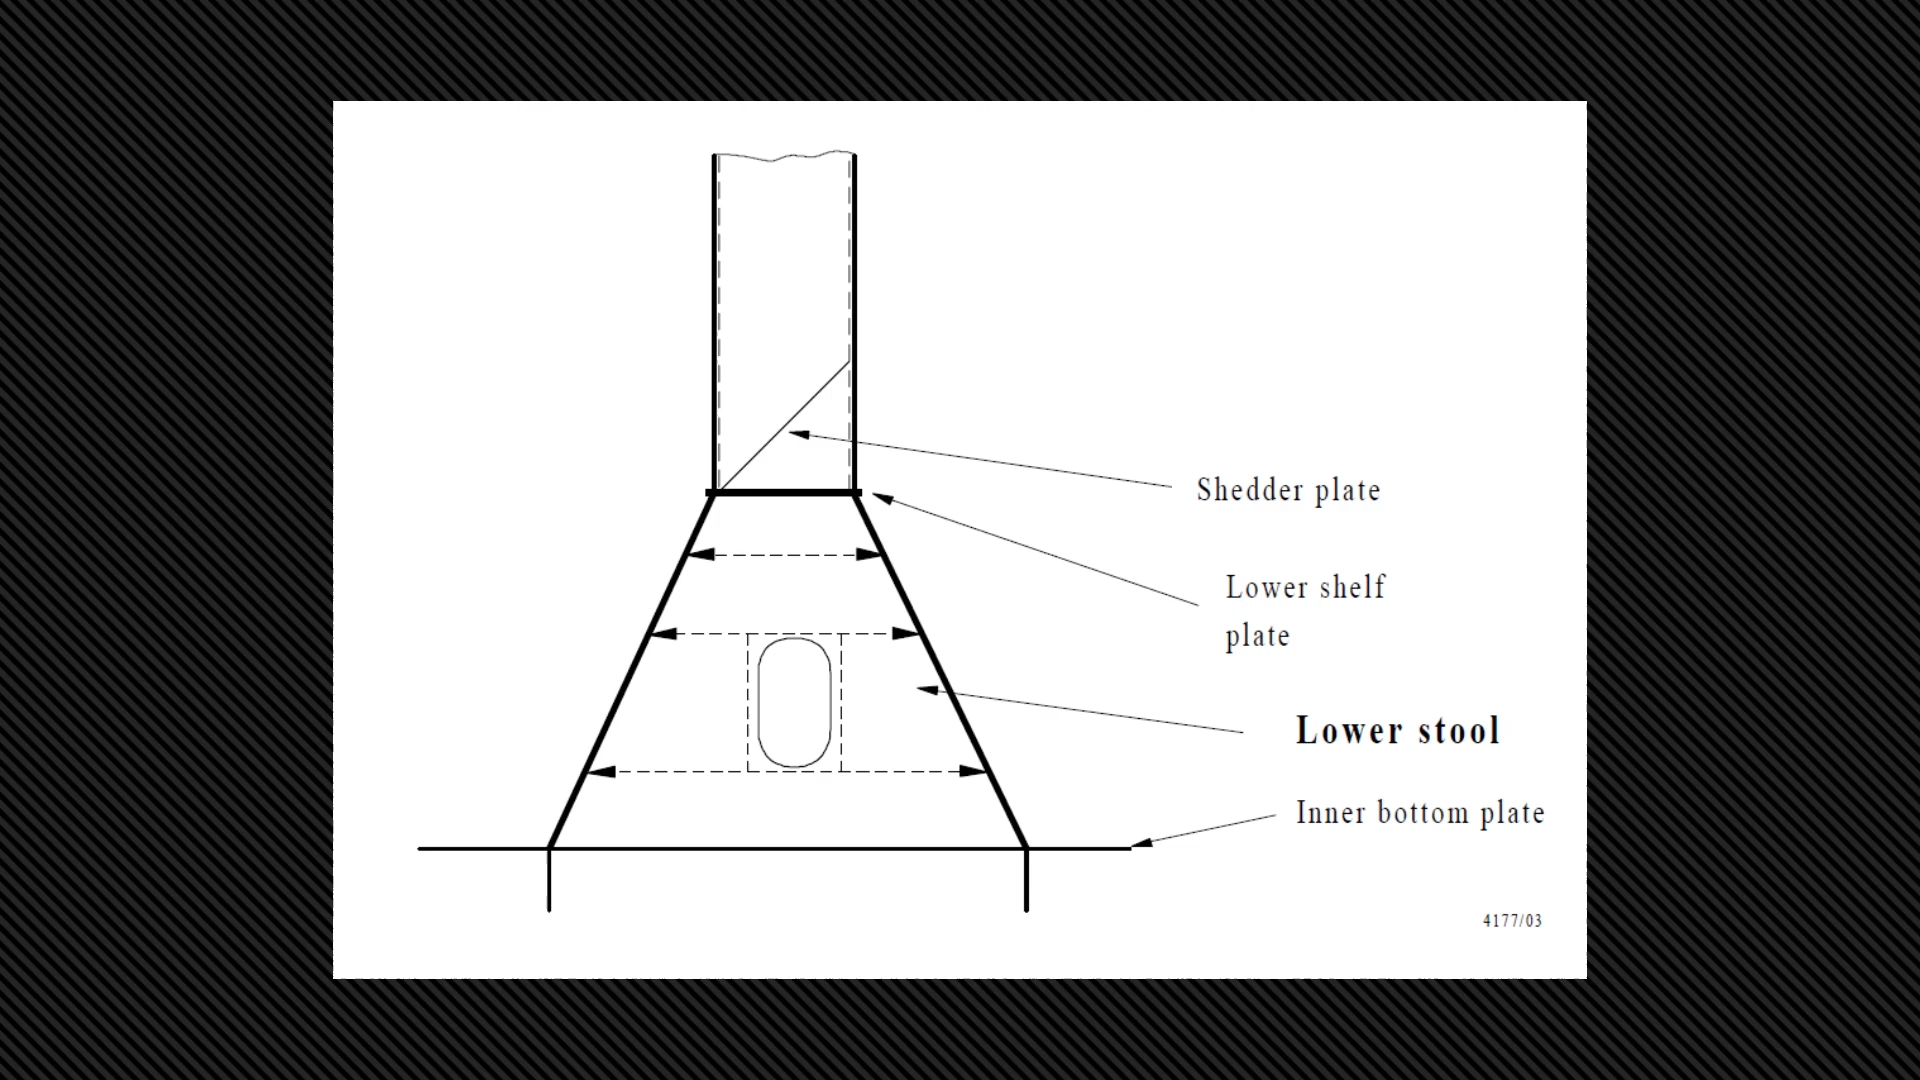 Shedder plate
Lower shelf
plate
Lower stool
Inner bottom plate
4177/03